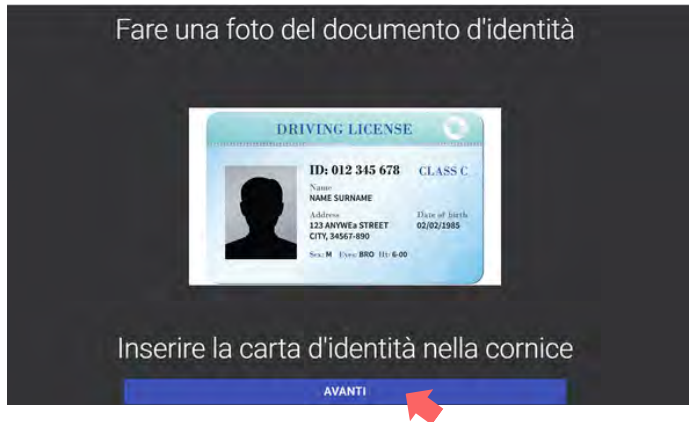 Fare una foto del documento d'identità
DRIVING LICENSE
ID: 012 345 678 CLASS C
Name
NAME SURNAME
Address Date of birth
123 ANYWEa STREET 02/02/1985
CITY, 34567-890
Sex: M Eyes: BRO Ht: 6-00
Inserire la carta d'identità nella cornice
AVANTI